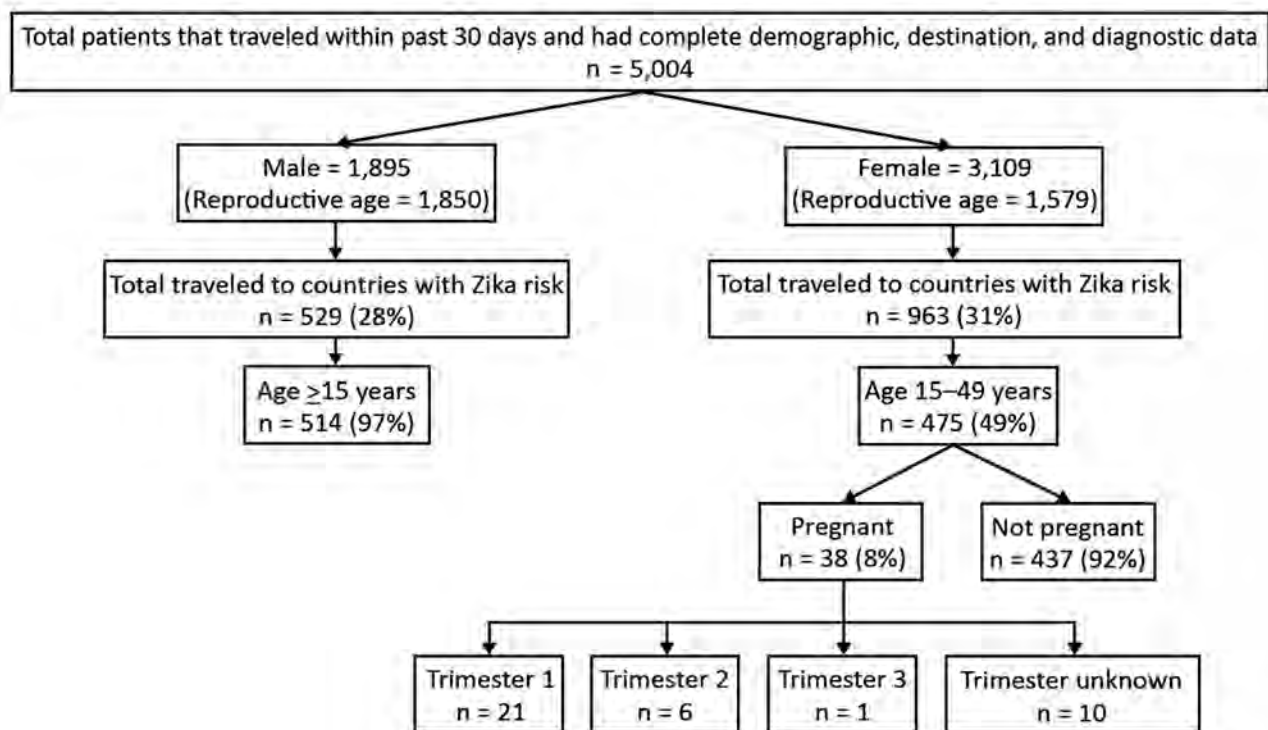 Total patients that traveled within past 30 days and had complete demographic, destination, and diagnostic data
n = 5,004
Male = 1,895
(Reproductive age = 1,850)
Female = 3,109
(Reproductive age = 1,579)
Total traveled to countries with Zika risk
n = 529 (28%)
Total traveled to countries with Zika risk
n = 963 (31%)
Age ≥15 years
n = 514 (97%)
Age 15–49 years
n = 475 (49%)
Pregnant
n = 38 (8%)
Not pregnant
n = 437 (92%)
Trimester 1
n = 21
Trimester 2
n = 6
Trimester 3
n = 1
Trimester unknown
n = 10